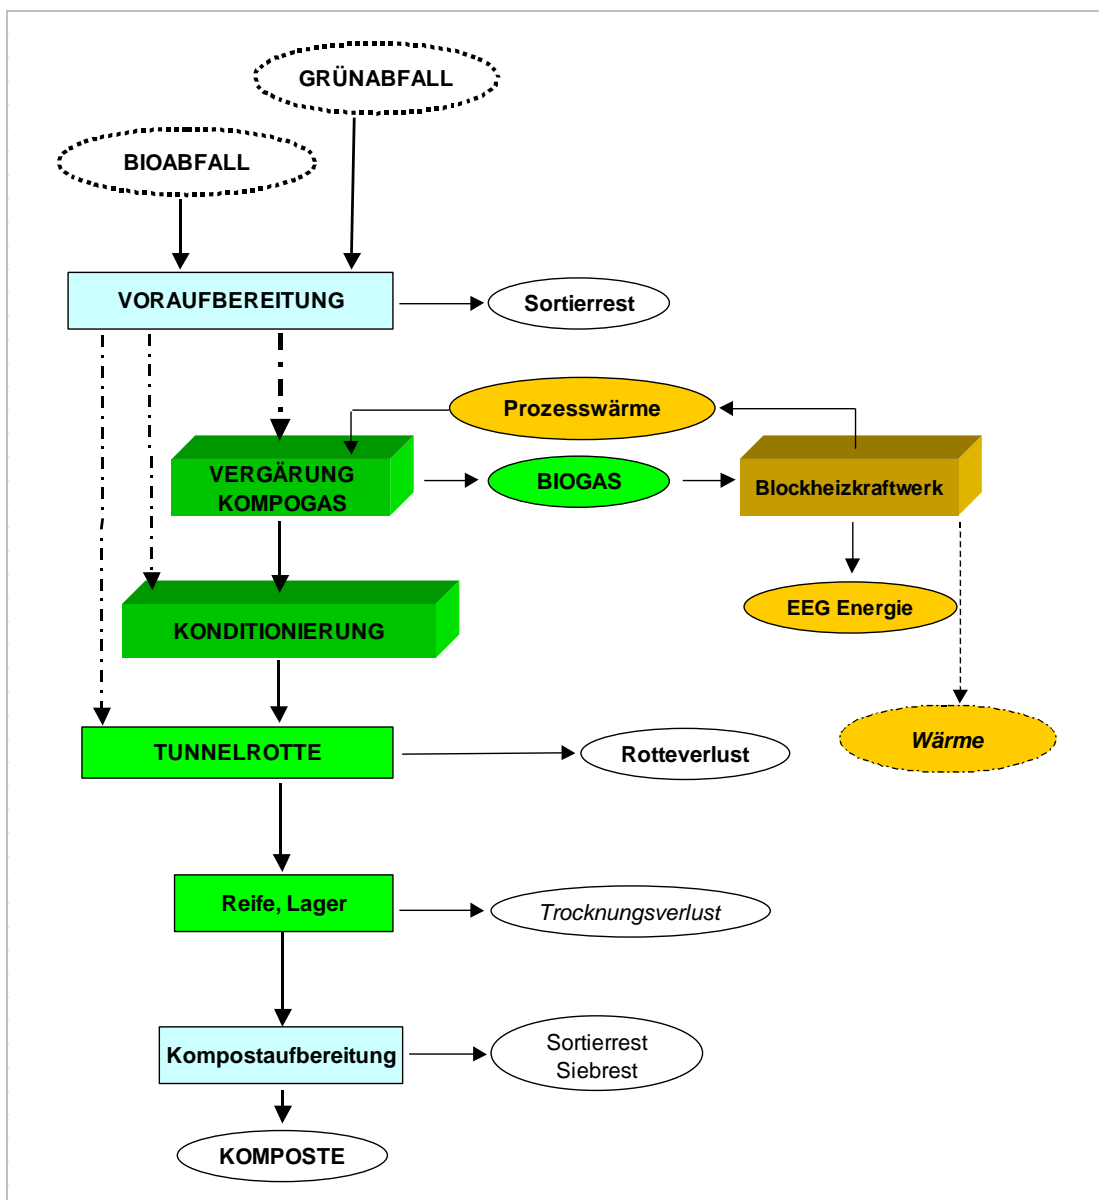 GRÜNABFALL
BIOABFALL
VORAUFBEREITUNG
Sortierrest
Prozesswärme
VERGÄRUNG
KOMPOGAS
BIOGAS
Blockheizkraftwerk
EEG Energie
KONDITIONIERUNG
TUNNELROTTE
Rotteverlust
Wärme
Reife, Lager
Trocknungsverlust
Kompostaufbereitung
Sortierrest
Siebrest
KOMPOSTE